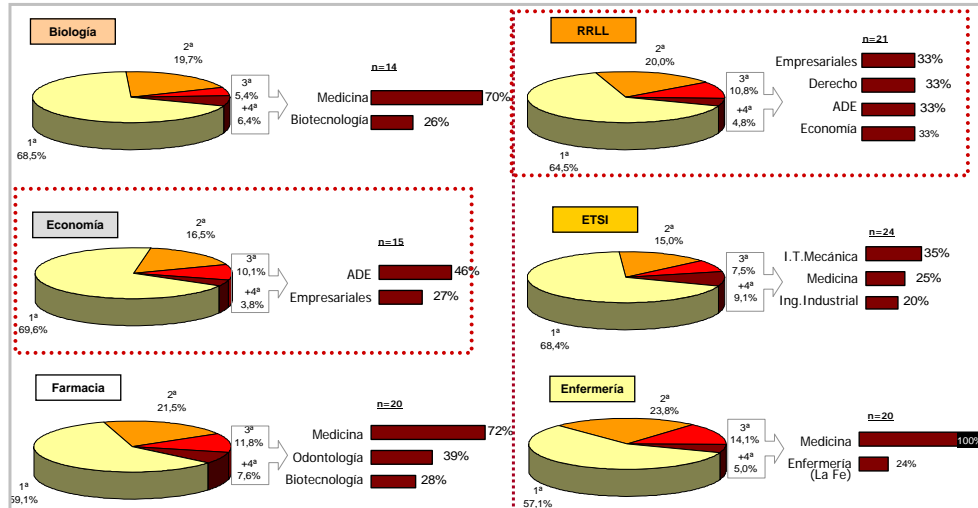 Biología
2ª
19,7%
3ª
5,4%
+4ª
6,4%
1ª
68,5%
n=14
Medicina 70%
Biotecnología 26%
RRLL
2ª
20,0%
3ª
10,8%
+4ª
4,8%
1ª
64,5%
n=21
Empresariales 33%
Derecho 33%
ADE 33%
Economía 33%
Economía
2ª
16,5%
3ª
10,1%
+4ª
3,8%
1ª
69,6%
n=15
ADE 46%
Empresariales 27%
ETSI
2ª
15,0%
3ª
7,5%
+4ª
9,1%
1ª
68,4%
n=24
I.T.Mecánica 35%
Medicina 25%
Ing.Industrial 20%
Farmacia
2ª
21,5%
3ª
11,8%
+4ª
7,6%
1ª
59,1%
n=20
Medicina 72%
Odontología 39%
Biotecnología 28%
Enfermería
2ª
23,8%
3ª
14,1%
+4ª
5,0%
1ª
57,1%
n=20
Medicina 100%
Enfermería 24%
(La Fe)